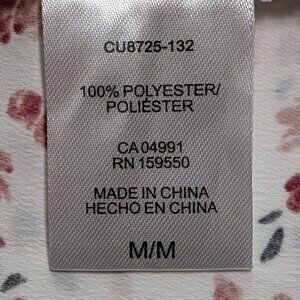 CU8725-132
100% POLYESTER/
POLIÉSTER
CA 04991
RN 159550
MADE IN CHINA
HECHO EN CHINA
M/M